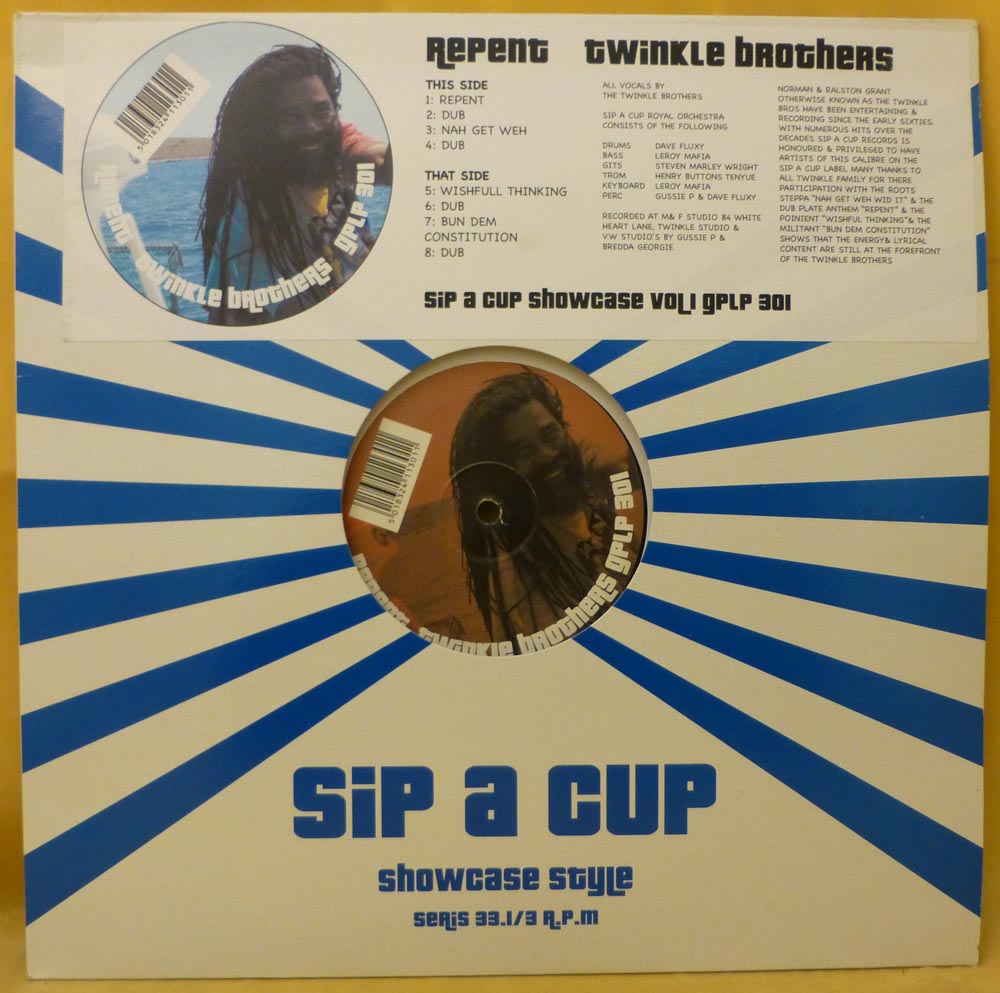 REPENT TWINKLE BROTHERS
THIS SIDE
1: REPENT
2: DUB
3: NAH GET WEH
4: DUB
THAT SIDE
5: WISHFULL THINKING
6: DUB
7: BUN DEM
CONSTITUTION
8: DUB
ALL VOCALS BY
THE TWINKLE BROTHERS
SIP A CUP ROYAL ORCHESTRA
CONSISTS OF THE FOLLOWING
DRUMS DAVE FLUXY
BASS LEROY MAFIA
GITS STEVEN MARLEY WRIGHT
TROM HENRY BUTTONS TENYUE
KEYBOARD LEROY MAFIA
PERC GUSSIE P & DAVE FLUXY
RECORDED AT M& F STUDIO 84 WHITE
HEART LANE, TWINKLE STUDIO &
V.W STUDIO'S BY GUSSIE P &
BREDDA GEORGIE
NORMAN & RALSTON GRANT
OTHERWISE KNOWN AS THE TWINKLE
BROS HAVE BEEN ENTERTAINING &
RECORDING SINCE THE EARLY SIXTIES.
WITH NUMEROUS HITS OVER THE
DECADES SIP A CUP RECORDS IS
HONOURED & PRIVILEGED TO HAVE
ARTISTS OF THIS CALIBRE ON THE
SIP A CUP LABEL MANY THANKS TO
ALL TWINKLE FAMILY FOR THERE
PARTICIPATION WITH THE ROOTS
STEPPA "NAH GET WEH WID IT" & THE
DUB PLATE ANTHEM "REPENT" & THE
POINIENT "WISHFUL THINKING"& THE
MILITANT "BUN DEM CONSTITUTION"
SHOWS THAT THE ENERGY& LYRICAL
CONTENT ARE STILL AT THE FOREFRONT
OF THE TWINKLE BROTHERS
SIP A CUP SHOWCASE VOL1 GPLP 301
5018324113011
REPENT TWINKLE BROTHERS GPLP 301
5018324113011
REPENT TWINKLE BROTHERS GPLP 301
SiP a CUP
SHOWCASE STYLE
SERIS 33.1/3 R.P.M